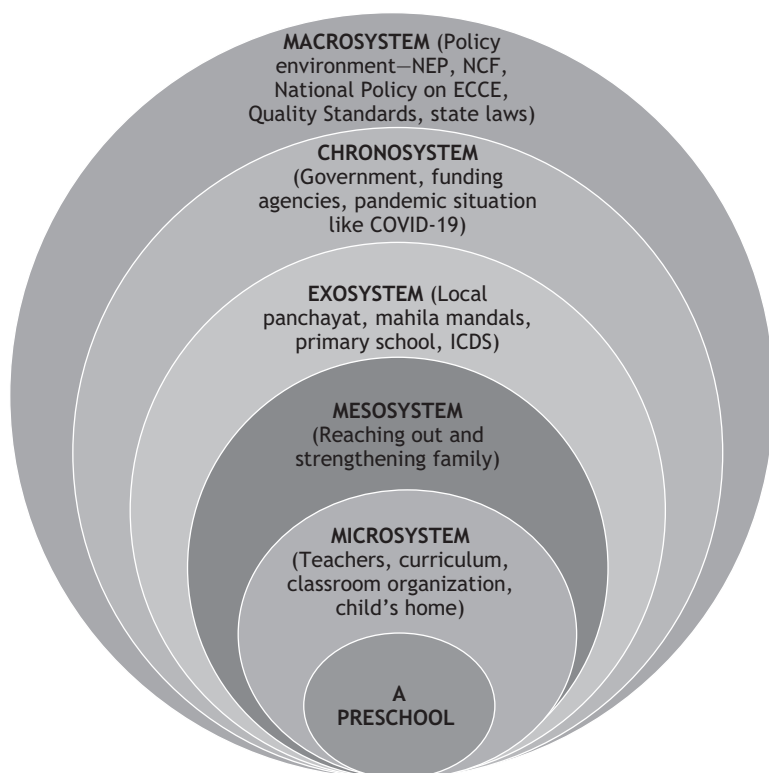 MACROSYSTEM (Policy
environment—NEP, NCF,
National Policy on ECCE,
Quality Standards, state laws)
CHRONOSYSTEM
(Government, funding
agencies, pandemic situation
like COVID-19)
EXOSYSTEM (Local
panchayat, mahila mandals,
primary school, ICDS)
MESOSYSTEM
(Reaching out and
strengthening family)
MICROSYSTEM
(Teachers, curriculum,
classroom organization,
child’s home)
A
PRESCHOOL